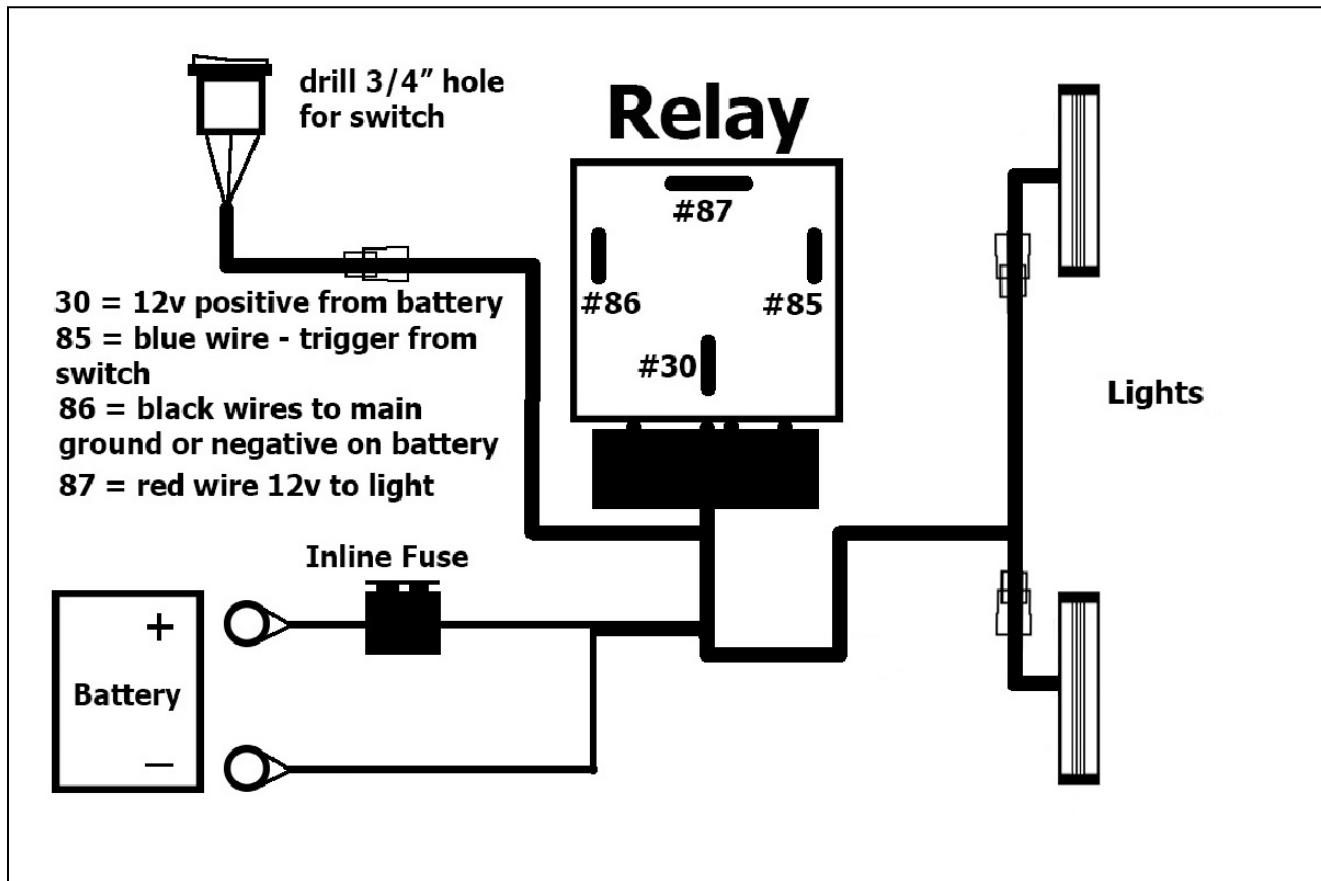 drill 3/4” hole
for switch
Relay
#87
#86
#85
#30
30 = 12v positive from battery
85 = blue wire - trigger from
switch
86 = black wires to main
ground or negative on battery
87 = red wire 12v to light
Lights
Inline Fuse
+
Battery
—